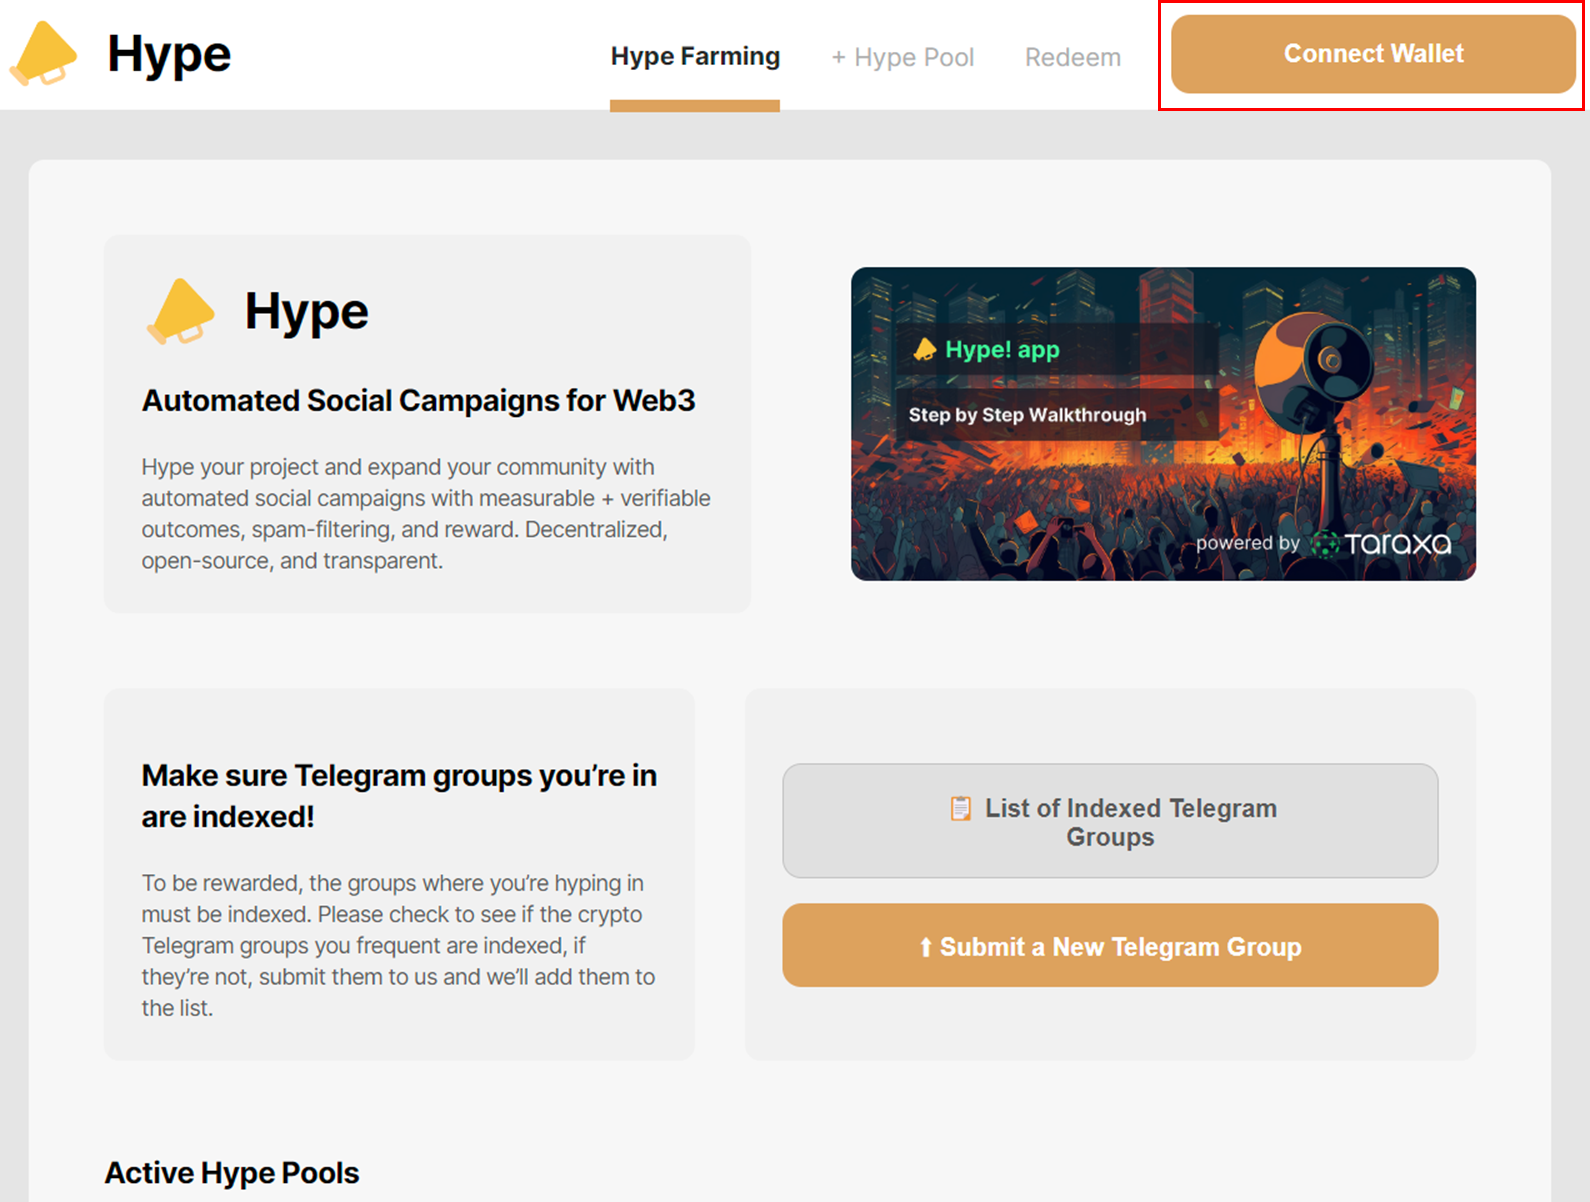 Hype
Hype Farming
+ Hype Pool
Redeem
Connect Wallet
Hype
Automated Social Campaigns for Web3
Hype your project and expand your community with
automated social campaigns with measurable + verifiable
outcomes, spam-filtering, and reward. Decentralized,
open-source, and transparent.
Hype! app
Step by Step Walkthrough
powered by TARAXA
Make sure Telegram groups you’re in
are indexed!
To be rewarded, the groups where you’re hyping in
must be indexed. Please check to see if the crypto
Telegram groups you frequent are indexed, if
they’re not, submit them to us and we’ll add them to
the list.
List of Indexed Telegram
Groups
⬆ Submit a New Telegram Group
Active Hype Pools